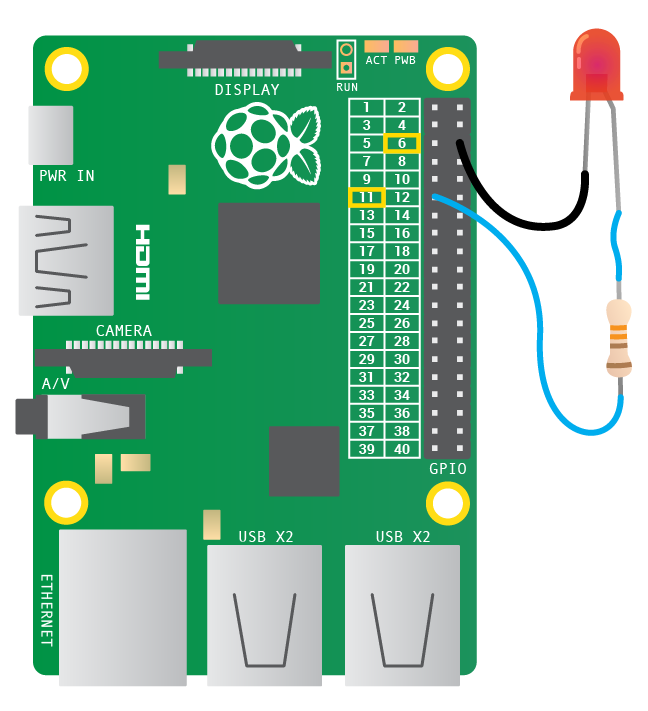 ACT PWB
RUN
DISPLAY
PWR IN
1 2
3 4
5 6
7 8
9 10
11 12
13 14
15 16
17 18
19 20
21 22
23 24
25 26
27 28
29 30
31 32
33 34
35 36
37 38
39 40
HDMI
CAMERA
A/V
GPIO
USB X2
USB X2
ETHERNET